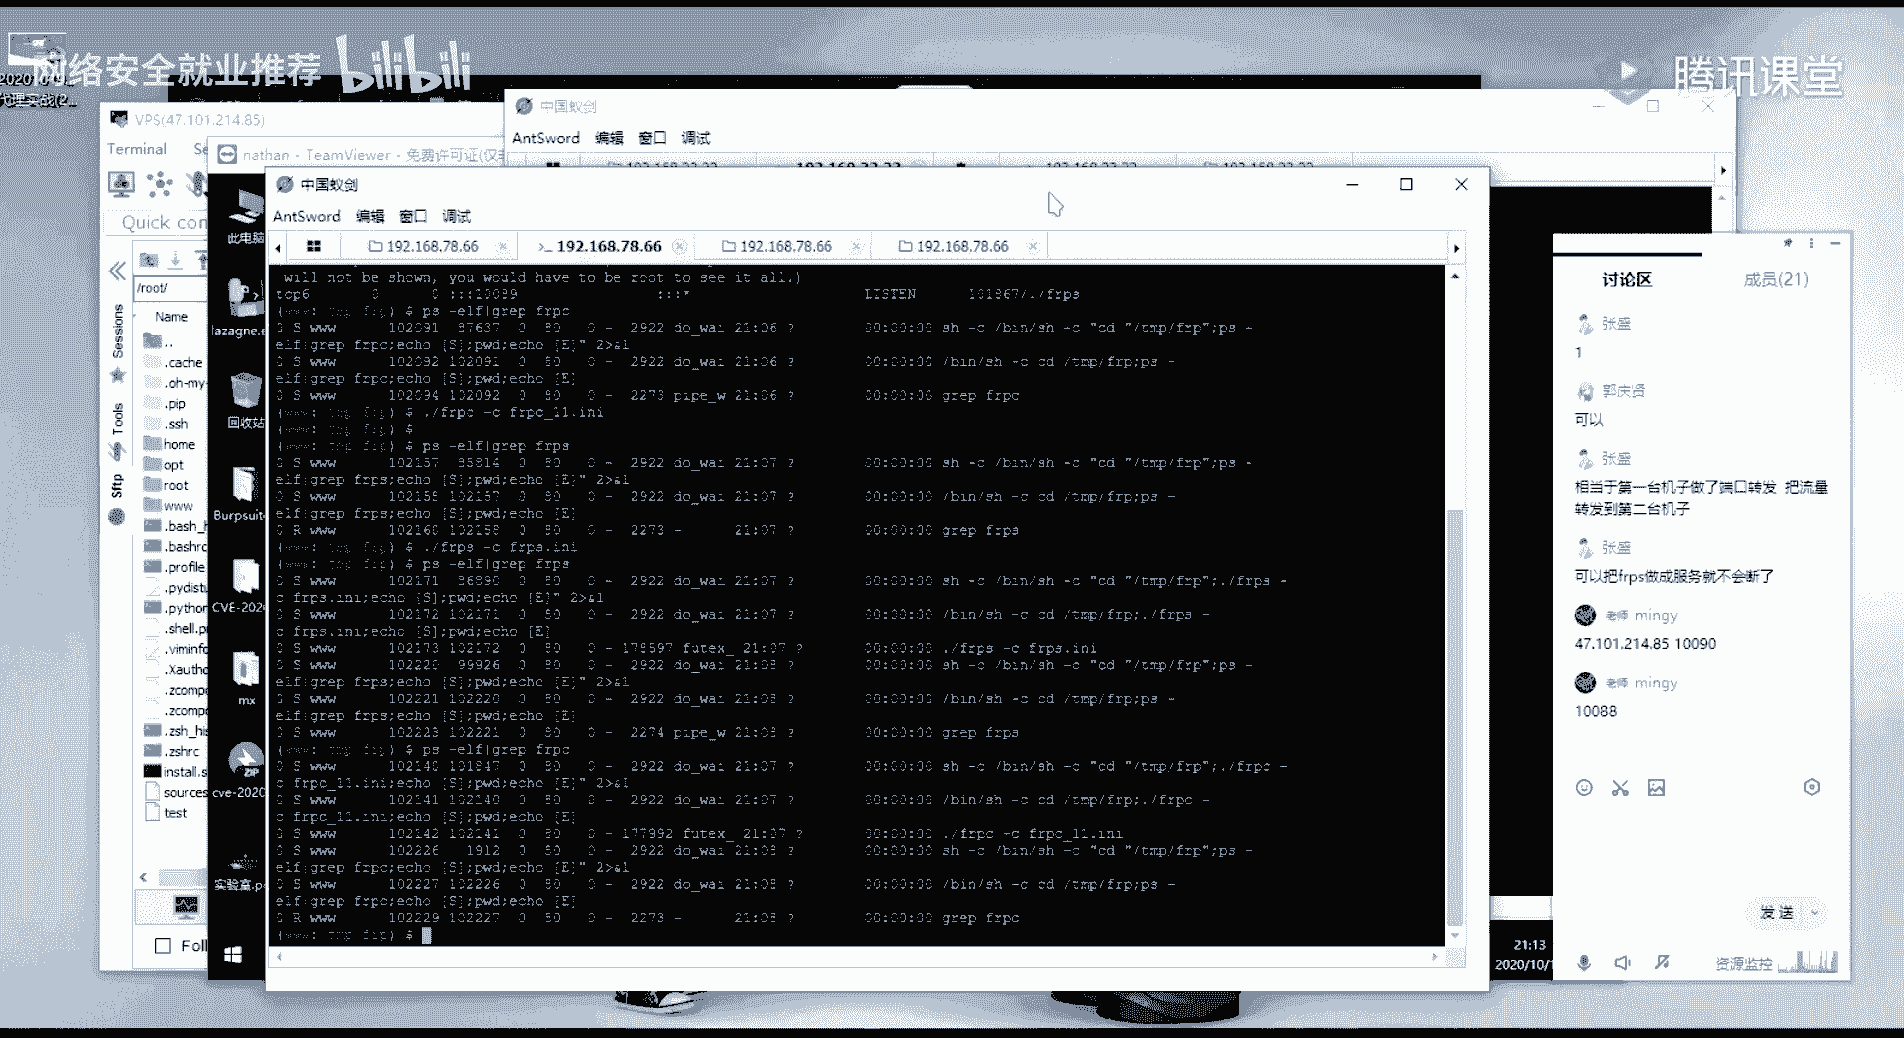 网络安全就业推荐 bilibili
腾讯课堂
VPS(47.101.214.85)
Terminal
nathan - TeamViewer - 免费许可证(仅
中国蚁剑
AntSword 编辑 窗口 调试
中国蚁剑
AntSword 编辑 窗口 调试
192.168.78.66
192.168.78.66
192.168.78.66
192.168.78.66
Quick con
/root/
Name
..
.cache
.oh-my-
.pip
.ssh
home
opt
root
www
.bash_h
.bashrc
.profile
.pydistu
.python
.shell.p
.viminfo
.Xautho
.zcompo
.zcompo
.zsh_his
.zshrc
install.s
sources
test
Sessions
Tools
Sftp
Foll
此电脑
lazagne.e
回收站
Burpsuit
CVE-202
mx
ZIP
cve-2020
实验室.p
will not be shown, you would have to be root to see it all.)
LISTEN 101867/./frps
$ ps -elf|grep frpc
0 S www 102091 87637 0 80 0 - 2922 do_wai 21:06 ? 00:00:00 sh -c /bin/sh -c "cd "/tmp/frp";ps -
elf|grep frpc;echo [S];pwd;echo [E]" 2>&1
0 S www 102092 102091 0 80 0 - 2922 do_wai 21:06 ? 00:00:00 /bin/sh -c cd /tmp/frp;ps -
elf|grep frpc;echo [S];pwd;echo [E]
0 S www 102094 102092 0 80 0 - 2273 pipe_w 21:06 ? 00:00:00 grep frpc
$ ./frpc -c frpc_11.ini
$
$ ps -elf|grep frps
0 S www 102157 85814 0 80 0 - 2922 do_wai 21:07 ? 00:00:00 sh -c /bin/sh -c "cd "/tmp/frp";ps -
elf|grep frps;echo [S];pwd;echo [E]" 2>&1
0 S www 102158 102157 0 80 0 - 2922 do_wai 21:07 ? 00:00:00 /bin/sh -c cd /tmp/frp;ps -
elf|grep frps;echo [S];pwd;echo [E]
0 R www 102160 102158 0 80 0 - 2273 - 21:07 ? 00:00:00 grep frps
$ ./frps -c frps.ini
$ ps -elf|grep frps
0 S www 102171 86890 0 80 0 - 2922 do_wai 21:07 ? 00:00:00 sh -c /bin/sh -c "cd "/tmp/frp";./frps -
c frps.ini;echo [S];pwd;echo [E]" 2>&1
0 S www 102172 102171 0 80 0 - 2922 do_wai 21:07 ? 00:00:00 /bin/sh -c cd /tmp/frp;./frps -
c frps.ini;echo [S];pwd;echo [E]
0 S www 102173 102172 0 80 0 - 178597 futex_ 21:07 ? 00:00:00 ./frps -c frps.ini
0 S www 102220 99926 0 80 0 - 2922 do_wai 21:08 ? 00:00:00 sh -c /bin/sh -c "cd "/tmp/frp";ps -
elf|grep frps;echo [S];pwd;echo [E]" 2>&1
0 S www 102221 102220 0 80 0 - 2922 do_wai 21:08 ? 00:00:00 /bin/sh -c cd /tmp/frp;ps -
elf|grep frps;echo [S];pwd;echo [E]
0 S www 102223 102221 0 80 0 - 2274 pipe_w 21:08 ? 00:00:00 grep frps
$ ps -elf|grep frpc
0 S www 102140 101847 0 80 0 - 2922 do_wai 21:07 ? 00:00:00 sh -c /bin/sh -c "cd "/tmp/frp";./frpc -
c frpc_11.ini;echo [S];pwd;echo [E]" 2>&1
0 S www 102141 102140 0 80 0 - 2922 do_wai 21:07 ? 00:00:00 /bin/sh -c cd /tmp/frp;./frpc -
c frpc_11.ini;echo [S];pwd;echo [E]
0 S www 102142 102141 0 80 0 - 177992 futex_ 21:07 ? 00:00:00 ./frpc -c frpc_11.ini
0 S www 102226 1912 0 80 0 - 2922 do_wai 21:08 ? 00:00:00 sh -c /bin/sh -c "cd "/tmp/frp";ps -
elf|grep frpc;echo [S];pwd;echo [E]" 2>&1
0 S www 102227 102226 0 80 0 - 2922 do_wai 21:08 ? 00:00:00 /bin/sh -c cd /tmp/frp;ps -
elf|grep frpc;echo [S];pwd;echo [E]
0 R www 102229 102227 0 80 0 - 2273 - 21:08 ? 00:00:00 grep frpc
$
讨论区 成员(21)
张盛
1
郭庆贤
可以
张盛
相当于第一台机子做了端口转发 把流量
转发到第二台机子
张盛
可以把frps做成服务就不会断了
老师 mingy
47.101.214.85 10090
老师 mingy
10088
发送
资源监控
21:13
2020/10/1